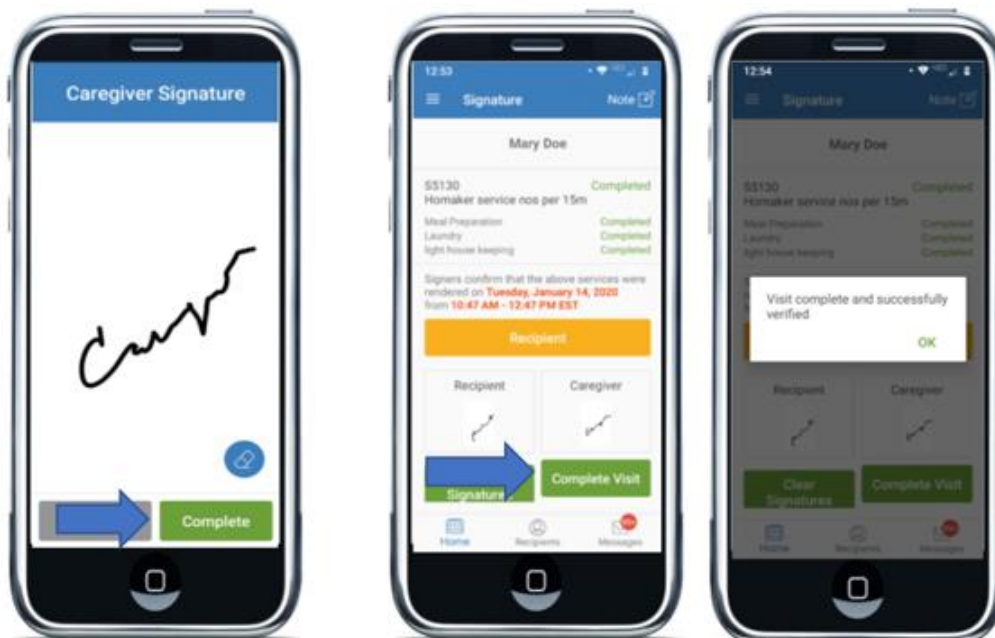 Caregiver Signature
Complete
12:53
Signature Note
Mary Doe
S5130 Completed
Homaker service nos per 15m
Meal Preparation Completed
Laundry Completed
light house keeping Completed
Signers confirm that the above services were
rendered on Tuesday, January 14, 2020
from 10:47 AM - 12:47 PM EST
Recipient
Recipient Caregiver
Signatures Complete Visit
Home Recipients Messages
12:54
Signature Note
Mary Doe
S5130 Completed
Homaker service nos per 15m
Meal Preparation Completed
Laundry Completed
light house keeping Completed
Visit complete and successfully
verified
OK
Recipient Caregiver
Clear
Signatures Complete Visit
Home Recipients Messages